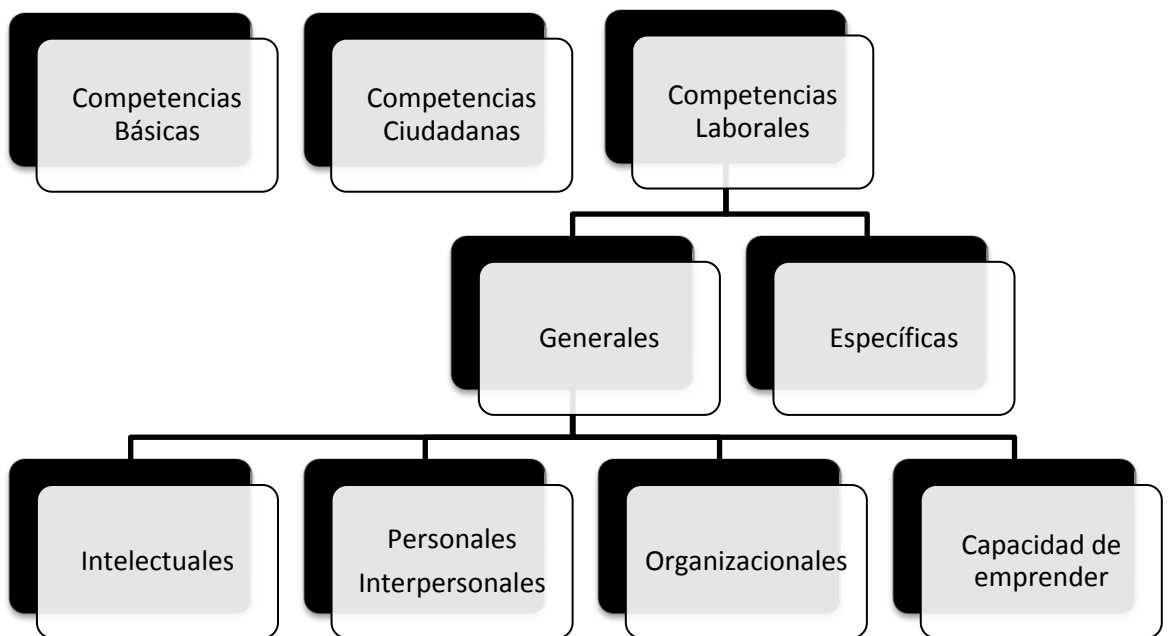 Competencias
Básicas
Competencias
Ciudadanas
Competencias
Laborales
Generales
Específicas
Intelectuales
Personales
Interpersonales
Organizacionales
Capacidad de
emprender